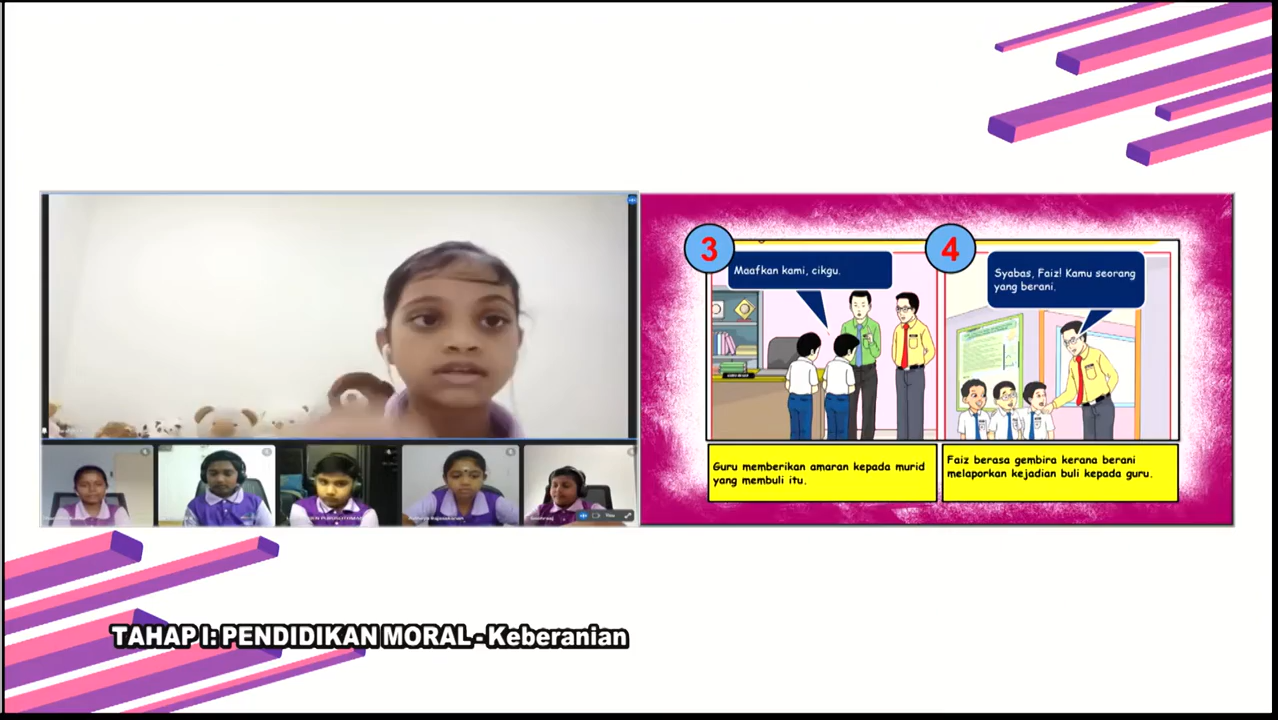 3
Maafkan kami, cikgu.
4
Syabas, Faiz! Kamu seorang
yang berani.
Guru memberikan amaran kepada murid
yang membuli itu.
Faiz berasa gembira kerana berani
melaporkan kejadian buli kepada guru.
TAHAP I: PENDIDIKAN MORAL - Keberanian